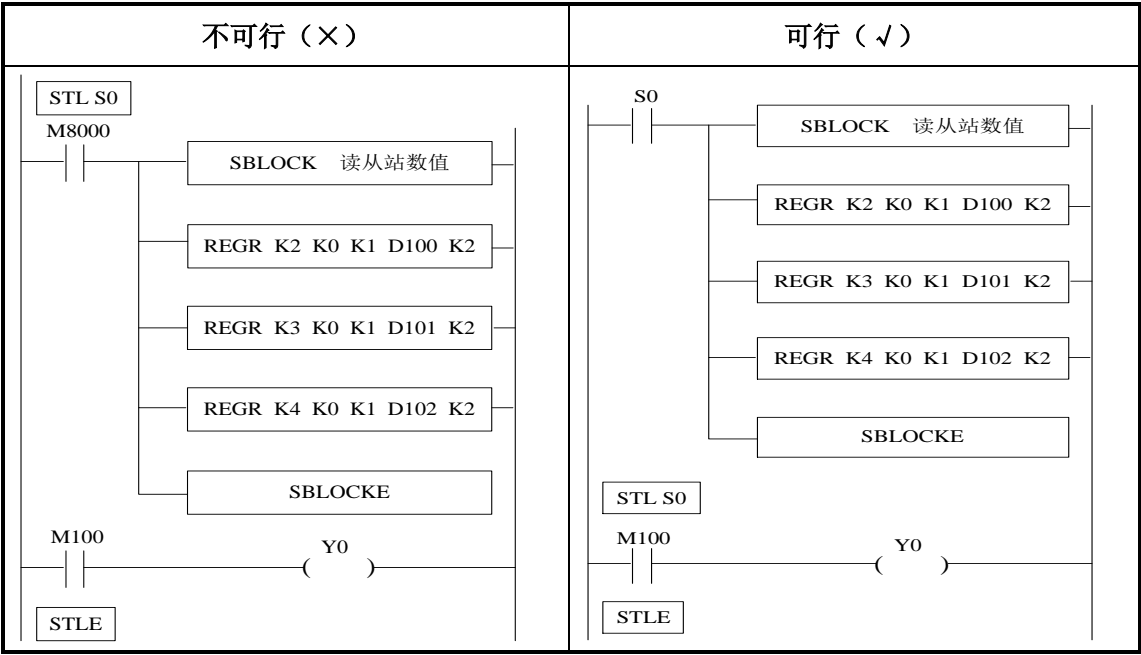 不可行（×）
可行（√）
STL S0
M8000
SBLOCK 读从站数值
REGR K2 K0 K1 D100 K2
REGR K3 K0 K1 D101 K2
REGR K4 K0 K1 D102 K2
SBLOCKE
M100
Y0
( )
STLE
S0
SBLOCK 读从站数值
REGR K2 K0 K1 D100 K2
REGR K3 K0 K1 D101 K2
REGR K4 K0 K1 D102 K2
SBLOCKE
STL S0
M100
Y0
( )
STLE